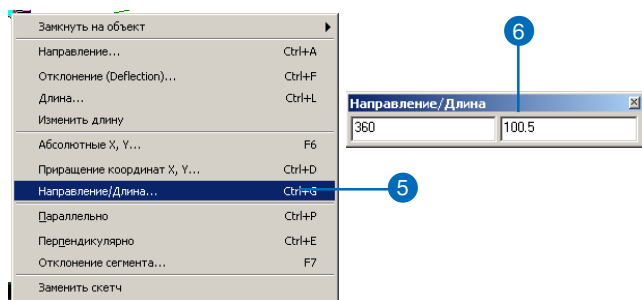 Замкнуть на объект
Направление... Ctrl+A
Отклонение (Deflection)... Ctrl+F
Длина... Ctrl+L
Изменить длину
Абсолютные X, Y... F6
Приращение координат X, Y... Ctrl+D
Направление/Длина... Ctrl+G
Параллельно Ctrl+P
Перпендикулярно Ctrl+E
Отклонение сегмента... F7
Заменить скетч
5
6
Направление/Длина
360 100.5